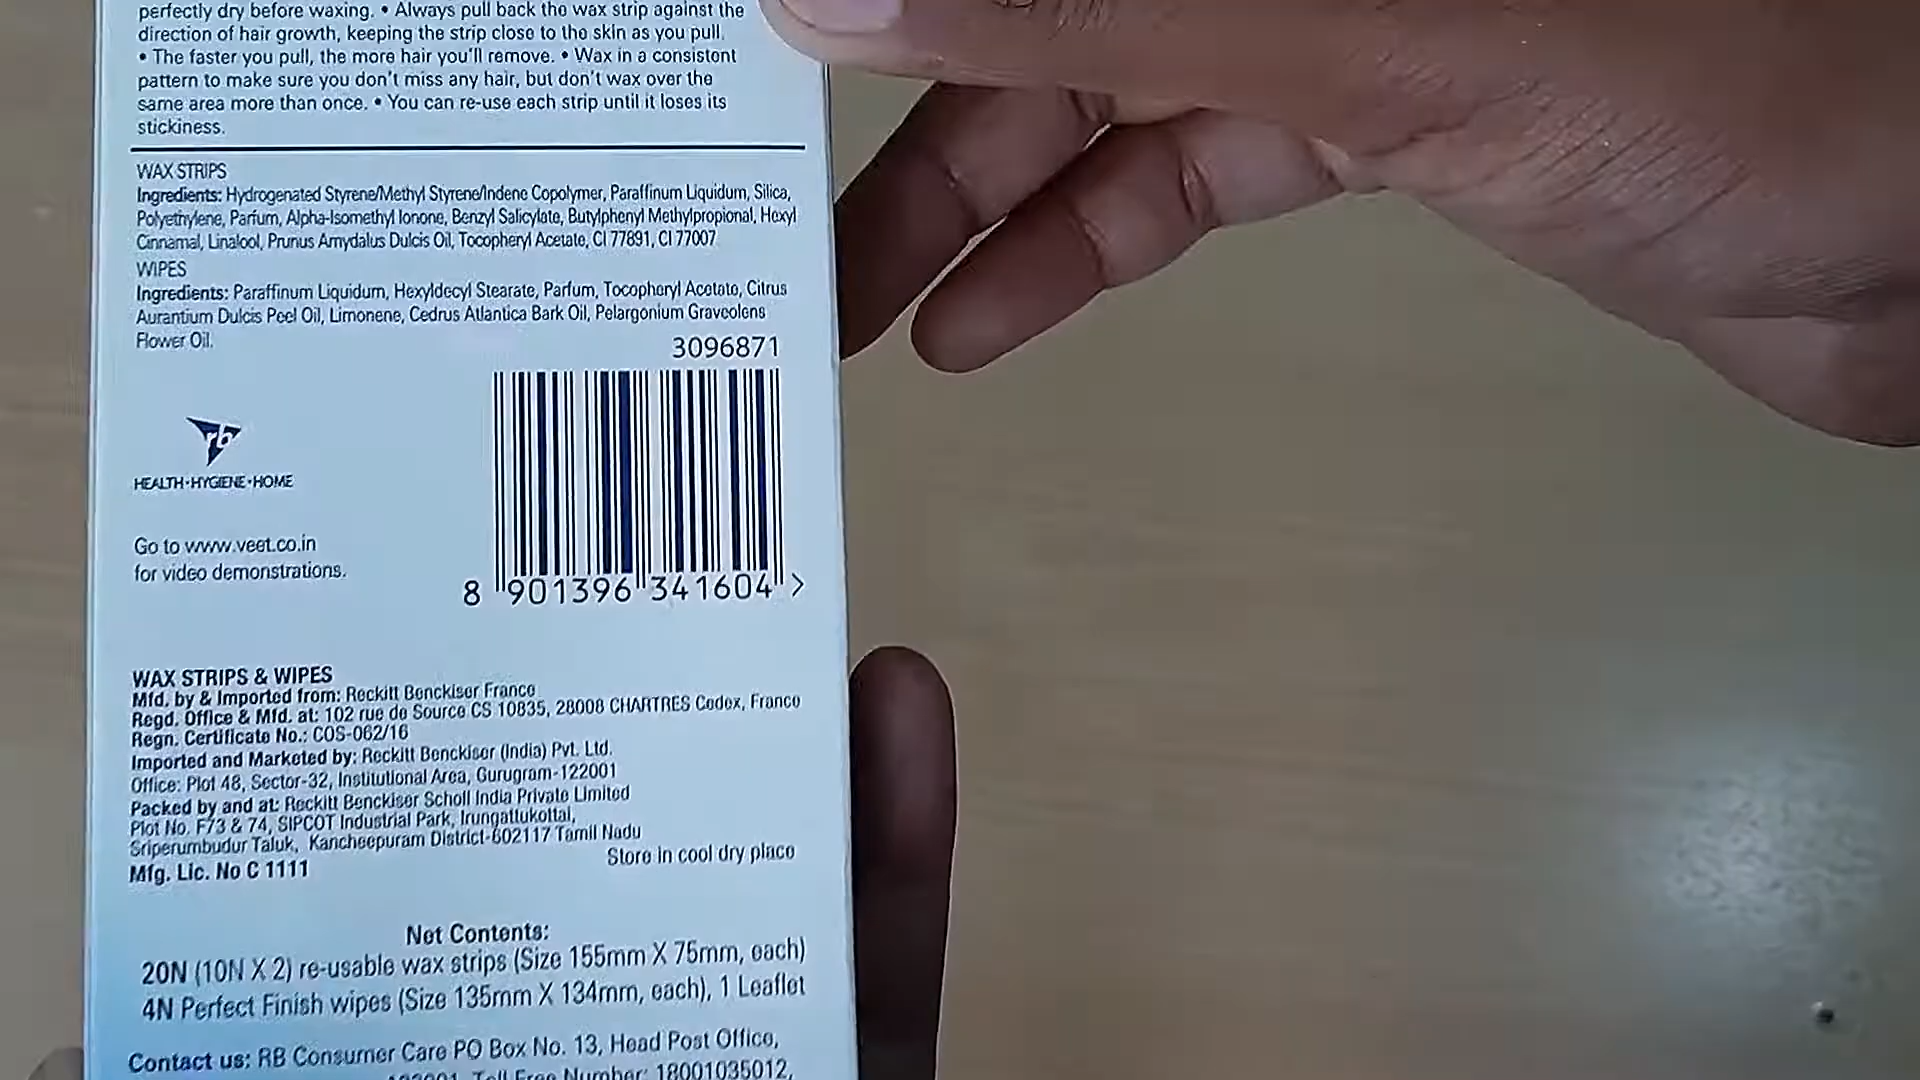 perfectly dry before waxing. • Always pull back the wax strip against the
direction of hair growth, keeping the strip close to the skin as you pull.
• The faster you pull, the more hair you'll remove. • Wax in a consistent
pattern to make sure you don't miss any hair, but don't wax over the
same area more than once. • You can re-use each strip until it loses its
stickiness.
WAX STRIPS
Ingredients: Hydrogenated Styrene/Methyl Styrene/Indene Copolymer, Paraffinum Liquidum, Silica,
Polyethylene, Parfum, Alpha-Isomethyl Ionone, Benzyl Salicylate, Butylphenyl Methylpropional, Hexyl
Cinnamal, Linalool, Prunus Amydalus Dulcis Oil, Tocopheryl Acetate, CI 77891, CI 77007
WIPES
Ingredients: Paraffinum Liquidum, Hexyldecyl Stearate, Parfum, Tocopheryl Acetate, Citrus
Aurantium Dulcis Peel Oil, Limonene, Cedrus Atlantica Bark Oil, Pelargonium Graveolens
Flower Oil.
3096871
rb
HEALTH•HYGIENE•HOME
Go to www.veet.co.in
for video demonstrations.
8 901396 341604 >
WAX STRIPS & WIPES
Mfd. by & Imported from: Reckitt Benckiser France
Regd. Office & Mfd. at: 102 rue de Source CS 10835, 28008 CHARTRES Cedex, France
Regn. Certificate No.: COS-062/16
Imported and Marketed by: Reckitt Benckiser (India) Pvt. Ltd.
Office: Plot 48, Sector-32, Institutional Area, Gurugram-122001
Packed by and at: Reckitt Benckiser Scholl India Private Limited
Plot No. F73 & 74, SIPCOT Industrial Park, Irungattukottai,
Sriperumbudur Taluk, Kancheepuram District-602117 Tamil Nadu
Mfg. Lic. No C 1111
Store in cool dry place
Net Contents:
20N (10N X 2) re-usable wax strips (Size 155mm X 75mm, each)
4N Perfect Finish wipes (Size 135mm X 134mm, each), 1 Leaflet
Contact us: RB Consumer Care PO Box No. 13, Head Post Office,
Toll Free Number: 18001035012,